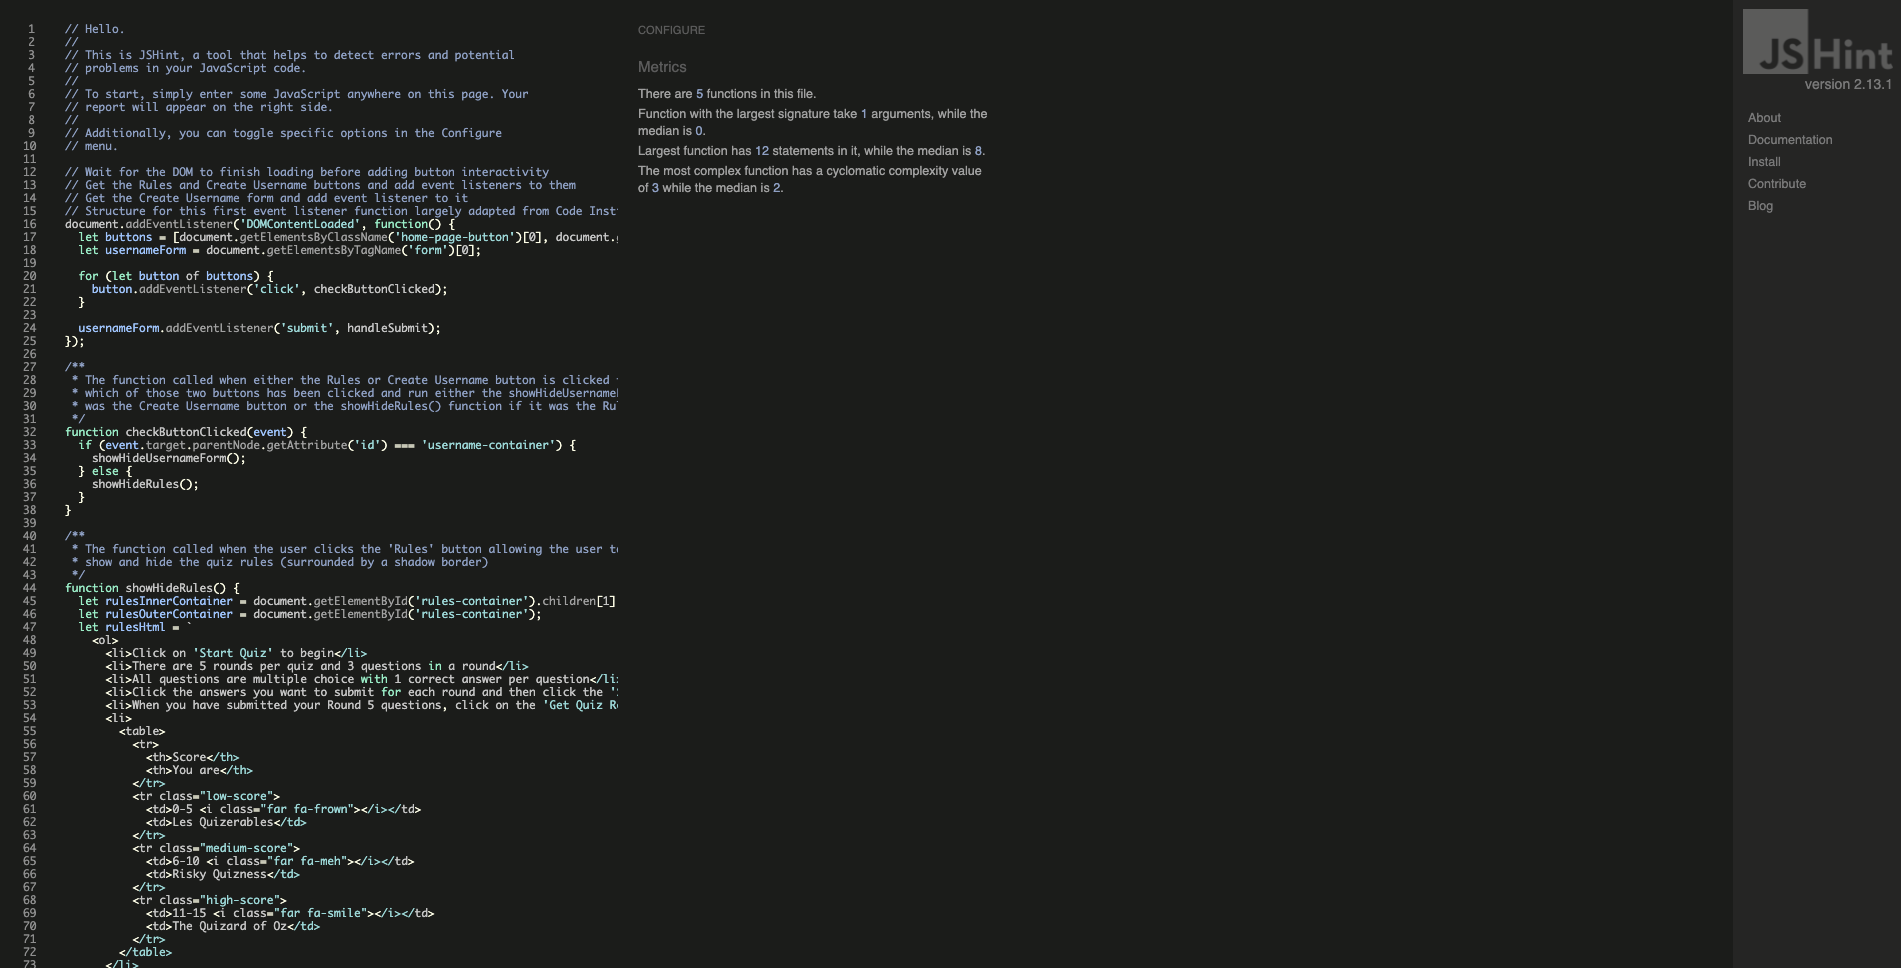 1 // Hello.
2 //
3 // This is JSHint, a tool that helps to detect errors and potential
4 // problems in your JavaScript code.
5 //
6 // To start, simply enter some JavaScript anywhere on this page. Your
7 // report will appear on the right side.
8 //
9 // Additionally, you can toggle specific options in the Configure
10 // menu.
11
12 // Wait for the DOM to finish loading before adding button interactivity
13 // Get the Rules and Create Username buttons and add event listeners to them
14 // Get the Create Username form and add event listener to it
15 // Structure for this first event listener function largely adapted from Code Inst
16 document.addEventListener('DOMContentLoaded', function() {
17 let buttons = [document.getElementsByClassName('home-page-button')[0], document.
18 let usernameForm = document.getElementsByTagName('form')[0];
19
20 for (let button of buttons) {
21 button.addEventListener('click', checkButtonClicked);
22 }
23
24 usernameForm.addEventListener('submit', handleSubmit);
25 });
26
27 /**
28 * The function called when either the Rules or Create Username button is clicked
29 * which of those two buttons has been clicked and run either the showHideUsername
30 * was the Create Username button or the showHideRules() function if it was the Ru
31 */
32 function checkButtonClicked(event) {
33 if (event.target.parentNode.getAttribute('id') === 'username-container') {
34 showHideUsernameForm();
35 } else {
36 showHideRules();
37 }
38 }
39
40 /**
41 * The function called when the user clicks the 'Rules' button allowing the user to
42 * show and hide the quiz rules (surrounded by a shadow border)
43 */
44 function showHideRules() {
45 let rulesInnerContainer = document.getElementById('rules-container').children[1]
46 let rulesOuterContainer = document.getElementById('rules-container');
47 let rulesHtml = `
48 <ol>
49 <li>Click on 'Start Quiz' to begin</li>
50 <li>There are 5 rounds per quiz and 3 questions in a round</li>
51 <li>All questions are multiple choice with 1 correct answer per question</li
52 <li>Click the answers you want to submit for each round and then click the '
53 <li>When you have submitted your Round 5 questions, click on the 'Get Quiz R
54 <li>
55 <table>
56 <tr>
57 <th>Score</th>
58 <th>You are</th>
59 </tr>
60 <tr class="low-score">
61 <td>0-5 <i class="far fa-frown"></i></td>
62 <td>Les Quizerables</td>
63 </tr>
64 <tr class="medium-score">
65 <td>6-10 <i class="far fa-meh"></i></td>
66 <td>Risky Quizness</td>
67 </tr>
68 <tr class="high-score">
69 <td>11-15 <i class="far fa-smile"></i></td>
70 <td>The Quizard of Oz</td>
71 </tr>
72 </table>
73 </li>
CONFIGURE
Metrics
There are 5 functions in this file.
Function with the largest signature take 1 arguments, while the
median is 0.
Largest function has 12 statements in it, while the median is 8.
The most complex function has a cyclomatic complexity value
of 3 while the median is 2.
JSHint
version 2.13.1
About
Documentation
Install
Contribute
Blog